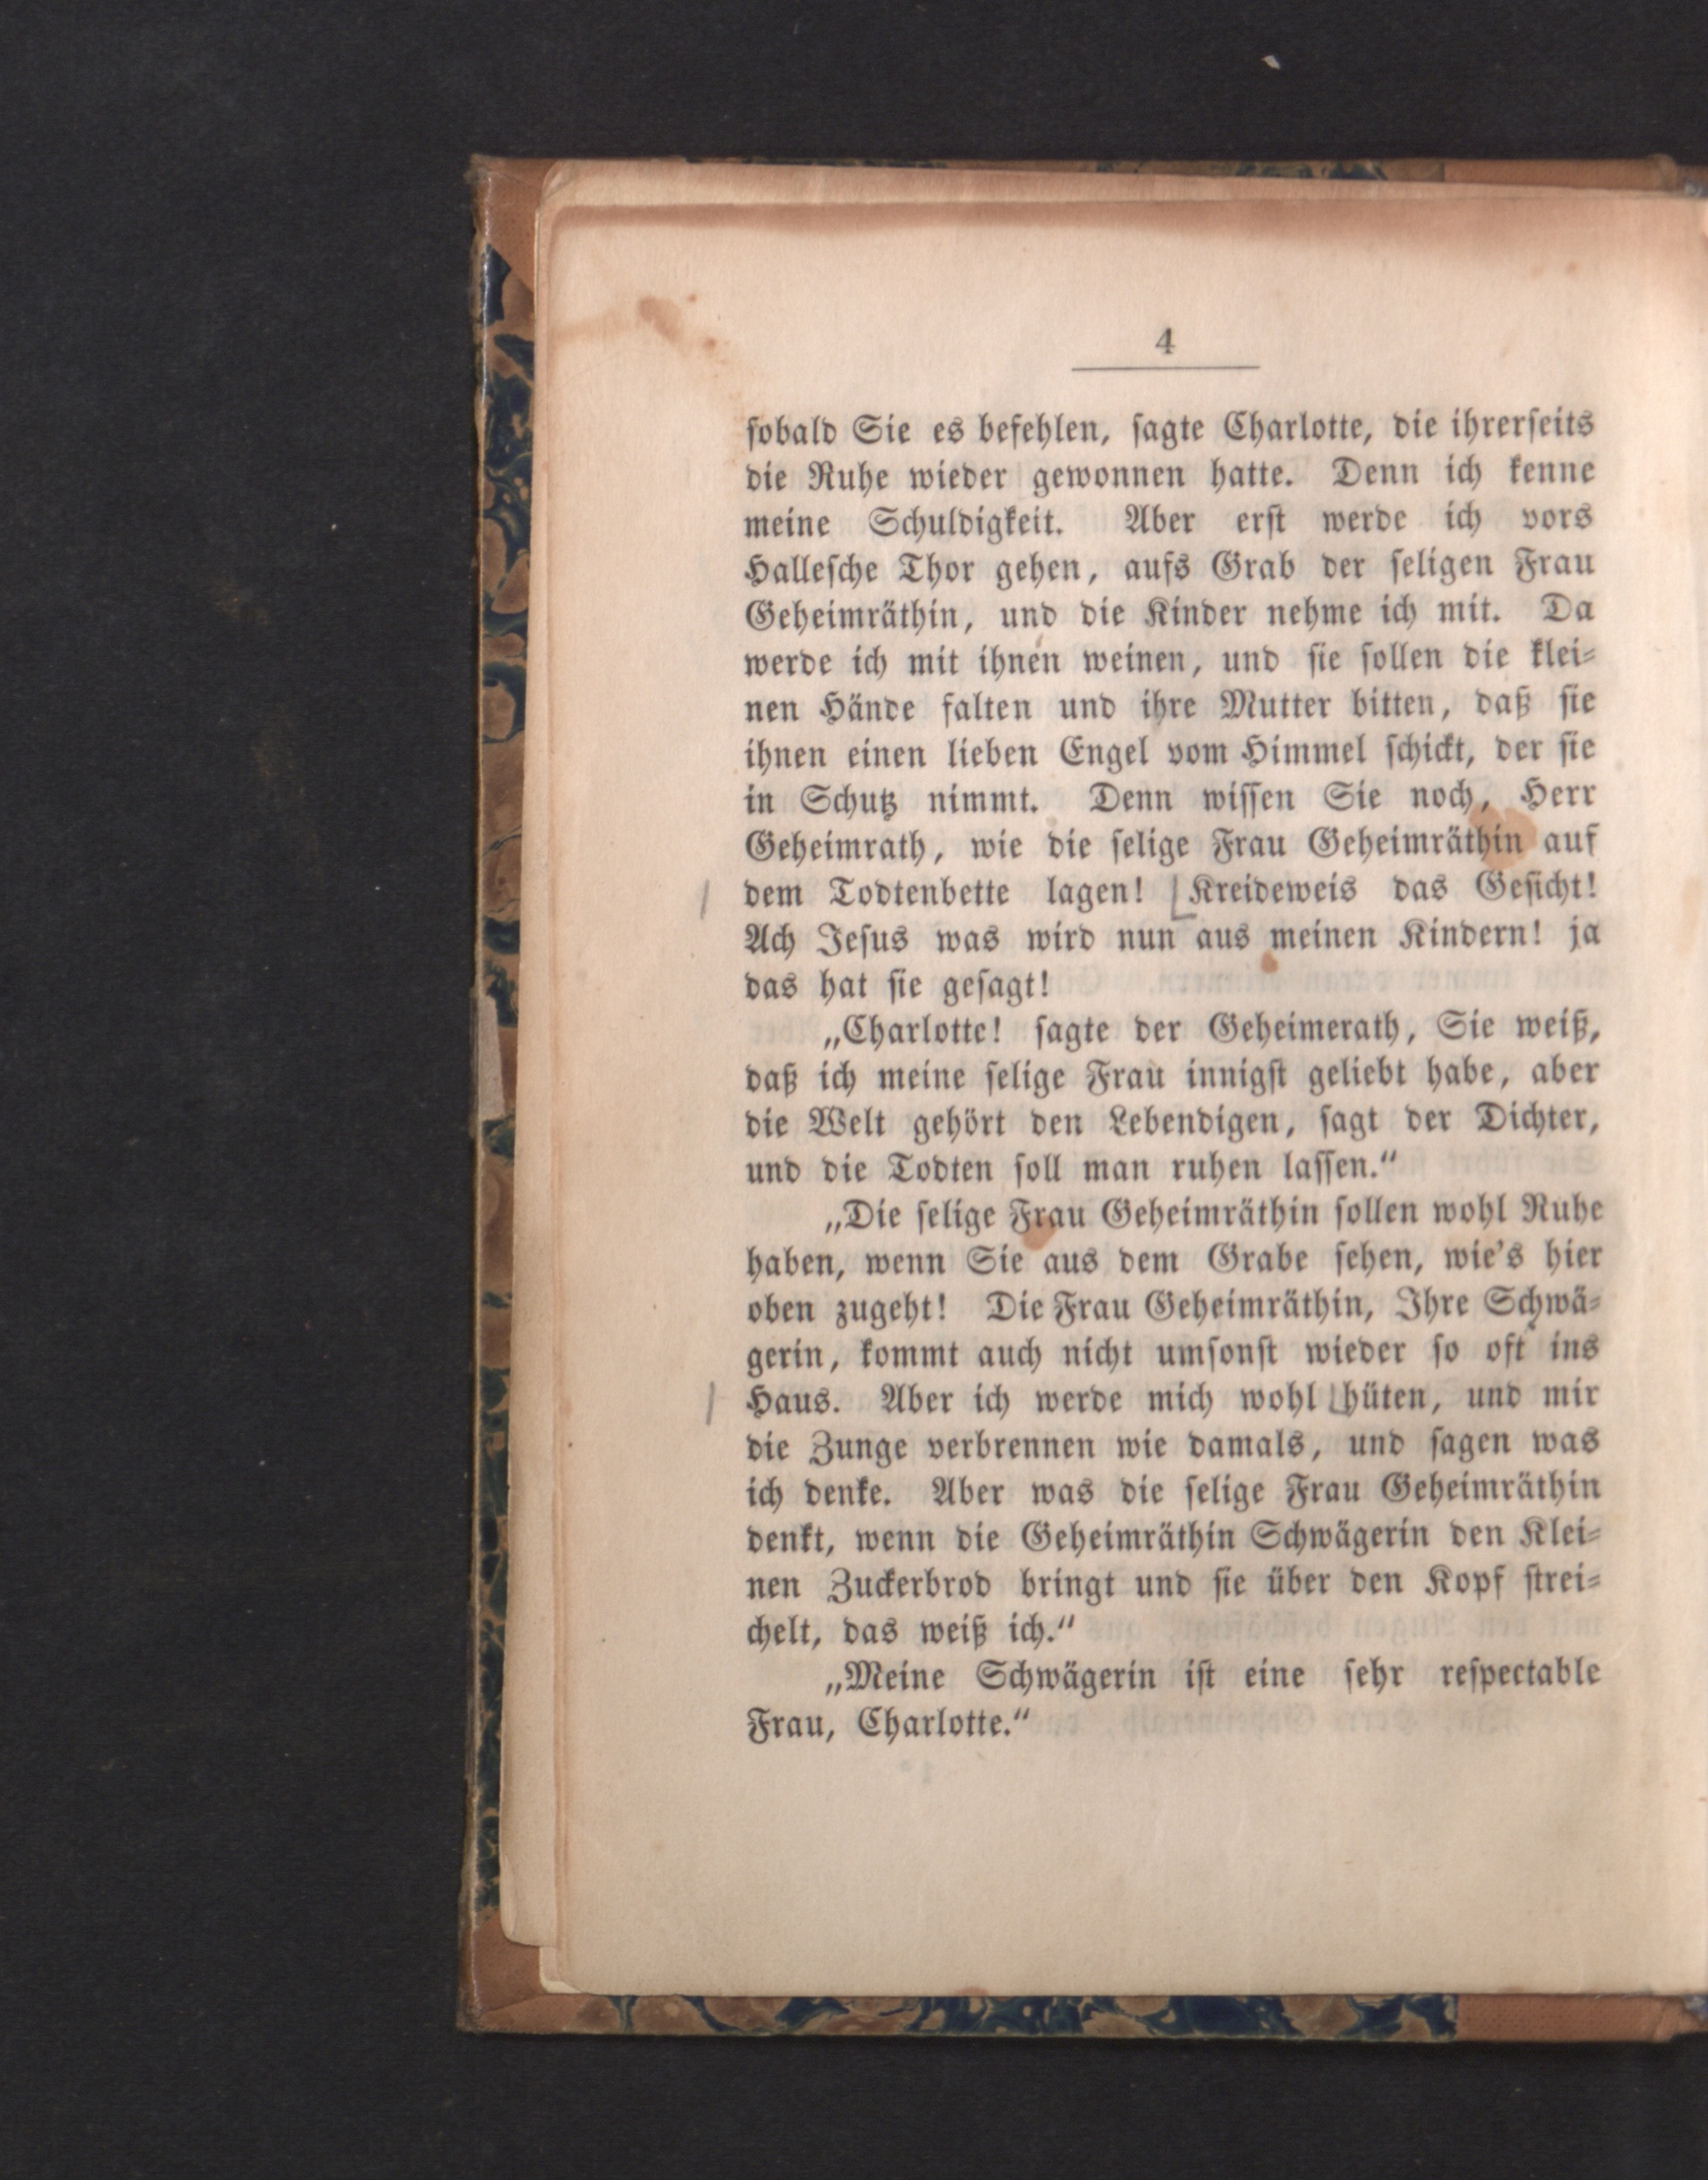 4
ſobald Sie es befehlen, ſagte Charlotte, die ihrerſeits
die Ruhe wieder gewonnen hatte. Denn ich kenne
meine Schuldigkeit. Aber erſt werde ich vors
Halleſche Thor gehen, aufs Grab der ſeligen Frau
Geheimräthin, und die Kinder nehme ich mit. Da
werde ich mit ihnen weinen, und ſie ſollen die klei⸗
nen Hände falten und ihre Mutter bitten, daß ſie
ihnen einen lieben Engel vom Himmel ſchickt, der ſie
in Schutz nimmt. Denn wiſſen Sie noch, Herr
Geheimrath, wie die ſelige Frau Geheimräthin auf
dem Todtenbette lagen! Kreideweis das Geſicht!
Ach Jeſus was wird nun aus meinen Kindern! ja
das hat ſie geſagt!
„Charlotte! ſagte der Geheimerath, Sie weiß,
daß ich meine ſelige Frau innigſt geliebt habe, aber
die Welt gehört den Lebendigen, ſagt der Dichter,
und die Todten ſoll man ruhen laſſen.“
„Die ſelige Frau Geheimräthin ſollen wohl Ruhe
haben, wenn Sie aus dem Grabe ſehen, wie's hier
oben zugeht! Die Frau Geheimräthin, Ihre Schwä⸗
gerin, kommt auch nicht umſonſt wieder ſo oft ins
Haus. Aber ich werde mich wohl hüten, und mir
die Zunge verbrennen wie damals, und ſagen was
ich denke. Aber was die ſelige Frau Geheimräthin
denkt, wenn die Geheimräthin Schwägerin den Klei⸗
nen Zuckerbrod bringt und ſie über den Kopf ſtrei⸗
chelt, das weiß ich.“
„Meine Schwägerin iſt eine ſehr reſpectable
Frau, Charlotte.“